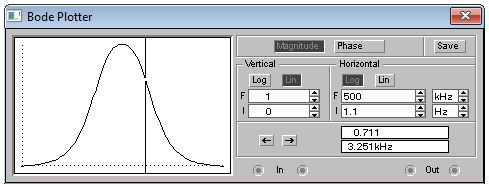 Bode Plotter
Magnitude Phase Save
Vertical Horizontal
Log Lin Log Lin
F 1 F 500 kHz
I 0 I 1.1 Hz
0.711
3.251kHz
In Out